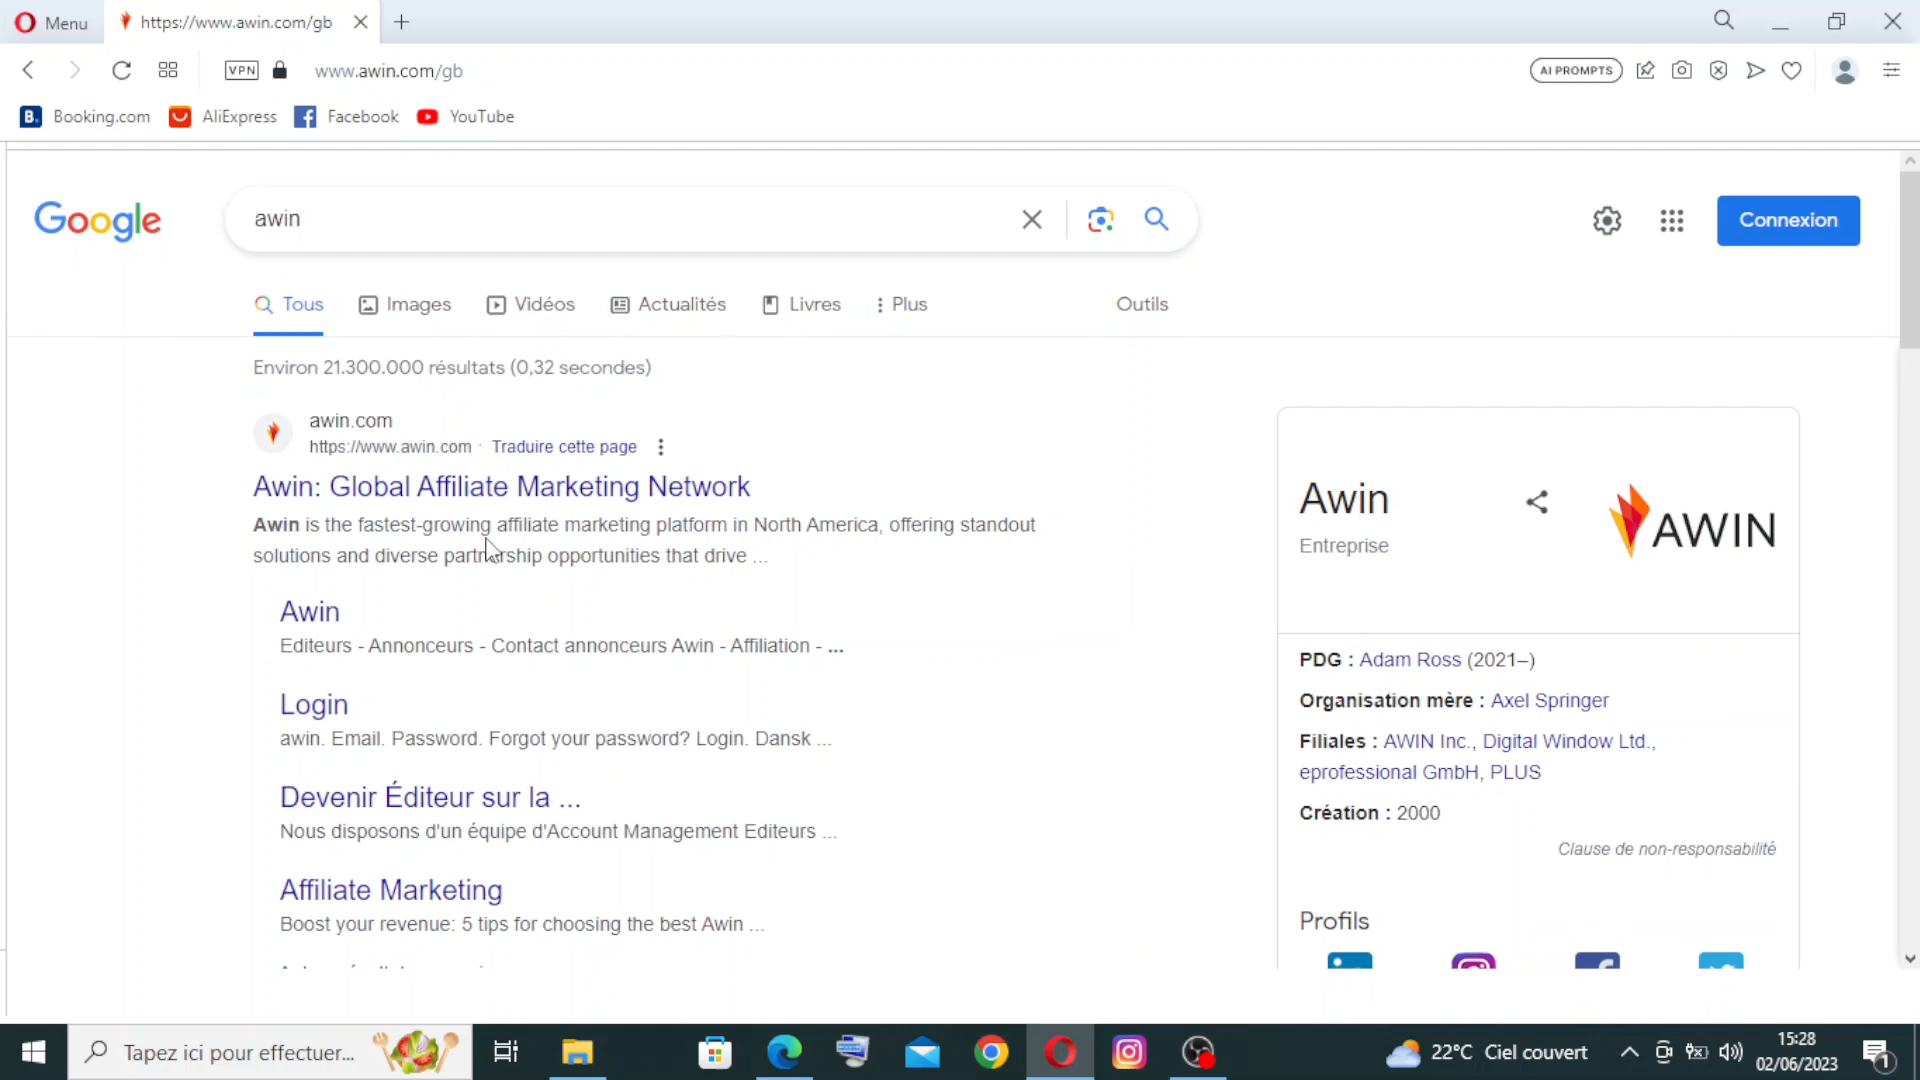 Menu
https://www.awin.com/gb
VPN
www.awin.com/gb
AI PROMPTS
Booking.com
AliExpress
Facebook
YouTube
Google
awin
Connexion
Tous
Images
Vidéos
Actualités
Livres
Plus
Outils
Environ 21.300.000 résultats (0,32 secondes)
awin.com
https://www.awin.com · Traduire cette page
Awin: Global Affiliate Marketing Network
Awin is the fastest-growing affiliate marketing platform in North America, offering standout
solutions and diverse partnership opportunities that drive ...
Awin
Editeurs - Annonceurs - Contact annonceurs Awin - Affiliation - ...
Login
awin. Email. Password. Forgot your password? Login. Dansk ...
Devenir Éditeur sur la ...
Nous disposons d'un équipe d'Account Management Editeurs ...
Affiliate Marketing
Boost your revenue: 5 tips for choosing the best Awin ...
Awin
Entreprise
AWIN
PDG : Adam Ross (2021–)
Organisation mère : Axel Springer
Filiales : AWIN Inc., Digital Window Ltd.,
eprofessional GmbH, PLUS
Création : 2000
Clause de non-responsabilité
Profils
Tapez ici pour effectuer...
22°C Ciel couvert
15:28
02/06/2023
1